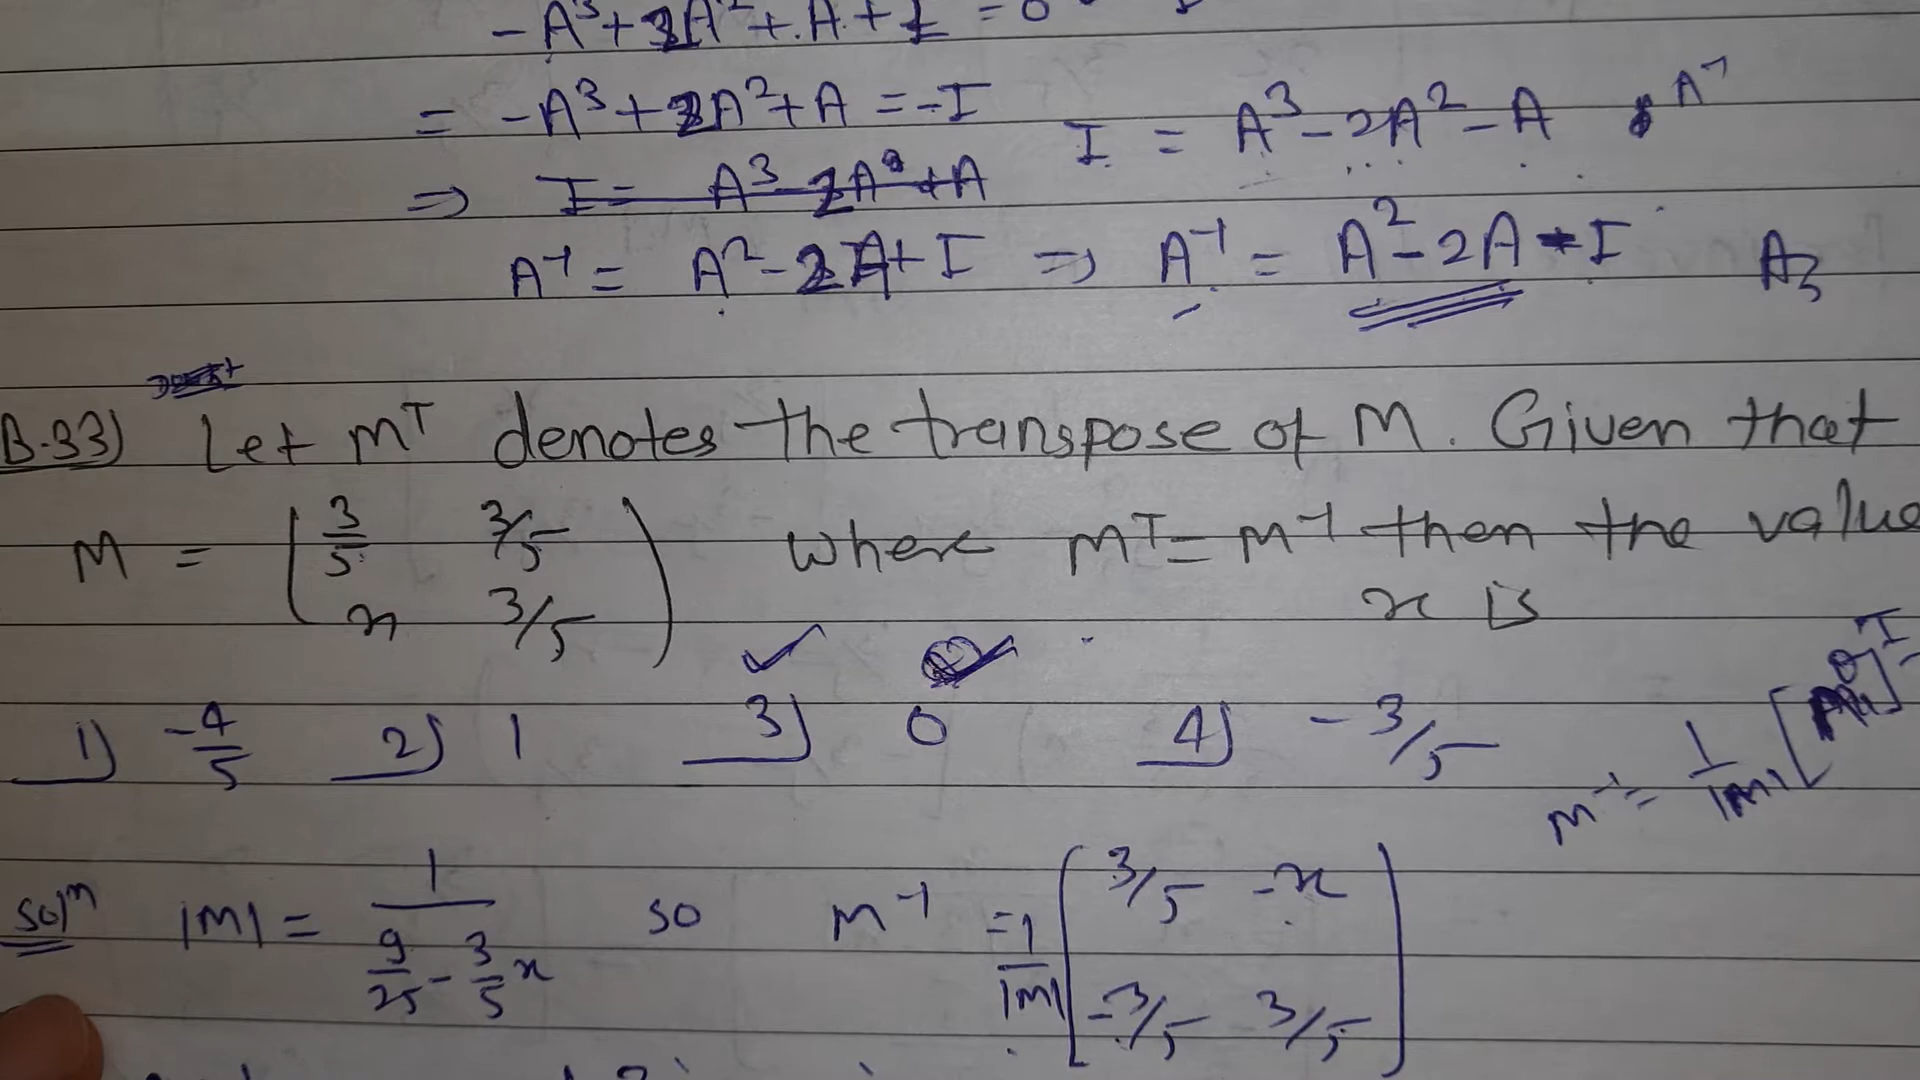 -A³+2A²+A+I = 0
= -A³+2A²+A = -I
I = A³-2A²-A A⁻¹
⇒ I = A³ 2A² +A
A⁻¹ = A²-2A+I ⇒ A⁻¹ = A²-2A-I
B-33) Let mᵀ denotes the transpose of M. Given that
M = ( 3/5 3/5 where mᵀ = M⁻¹ then the value
x 3/5 ) x is
1) -4/5 2) 1 3) 0 4) -3/5
m⁻¹ = 1/|M| [ ]ᵀ
solⁿ |M| = 1/(9/25 - 3/5 x) so m⁻¹ = 1/|M| [ 3/5 -x
-3/5 3/5 ]